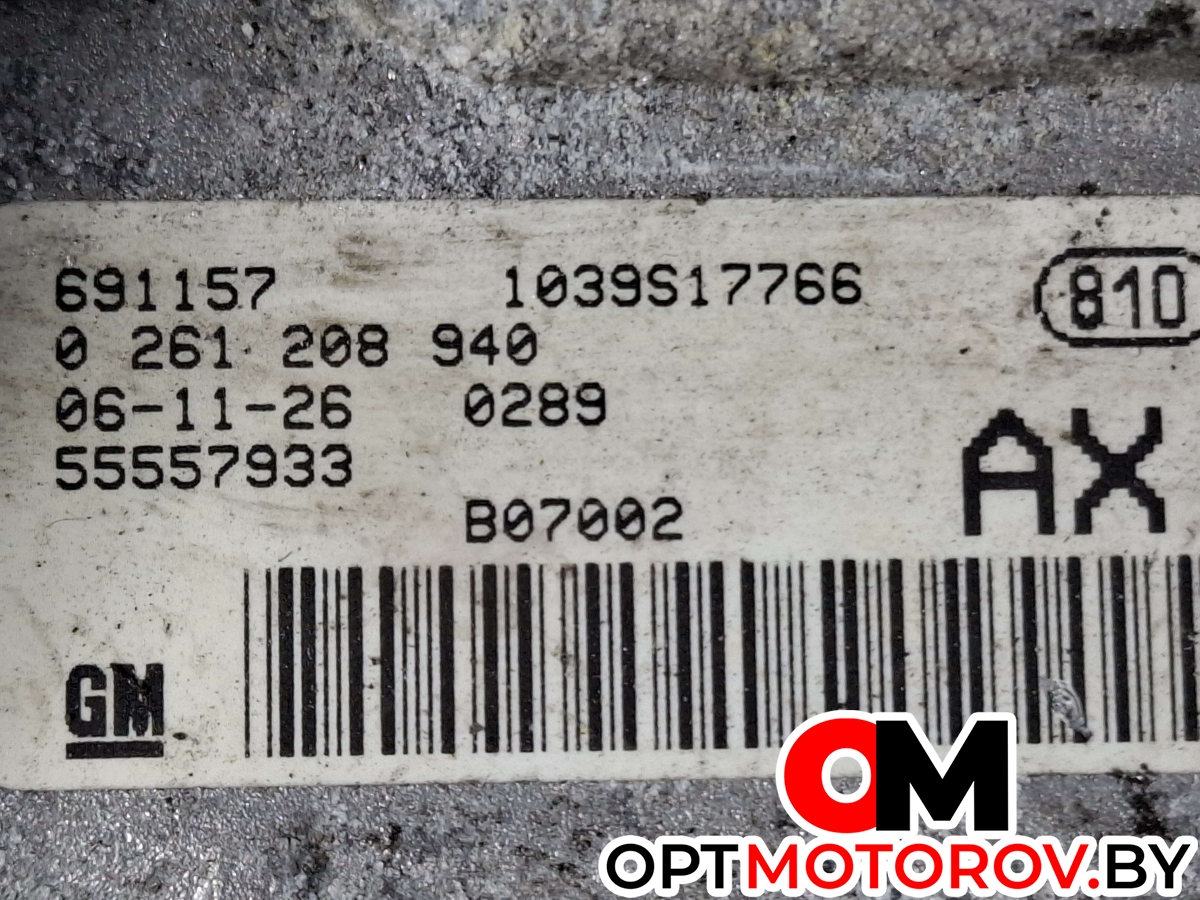 691157 1039S17766 810
0 261 208 940
06-11-26 0289
55557933 AX
B07002
GM
OM
OPTMOTOROV.BY